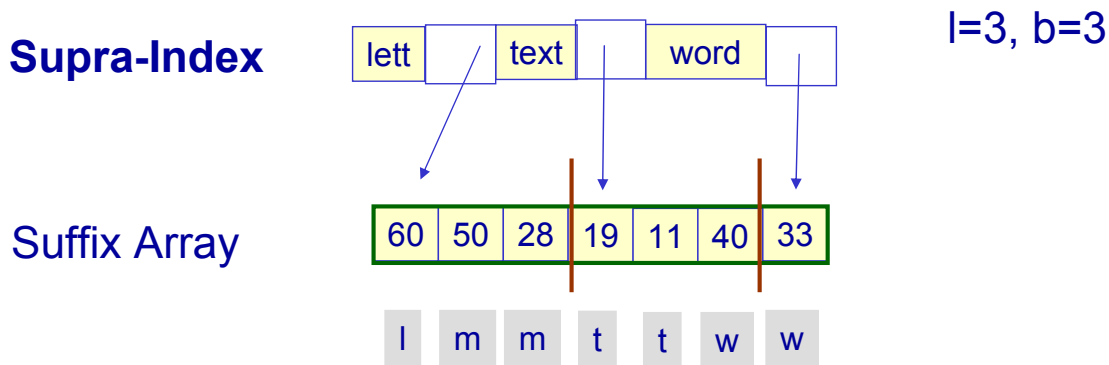 l=3, b=3
Supra-Index lett text word
Suffix Array 60 50 28 19 11 40 33
l m m t t w w